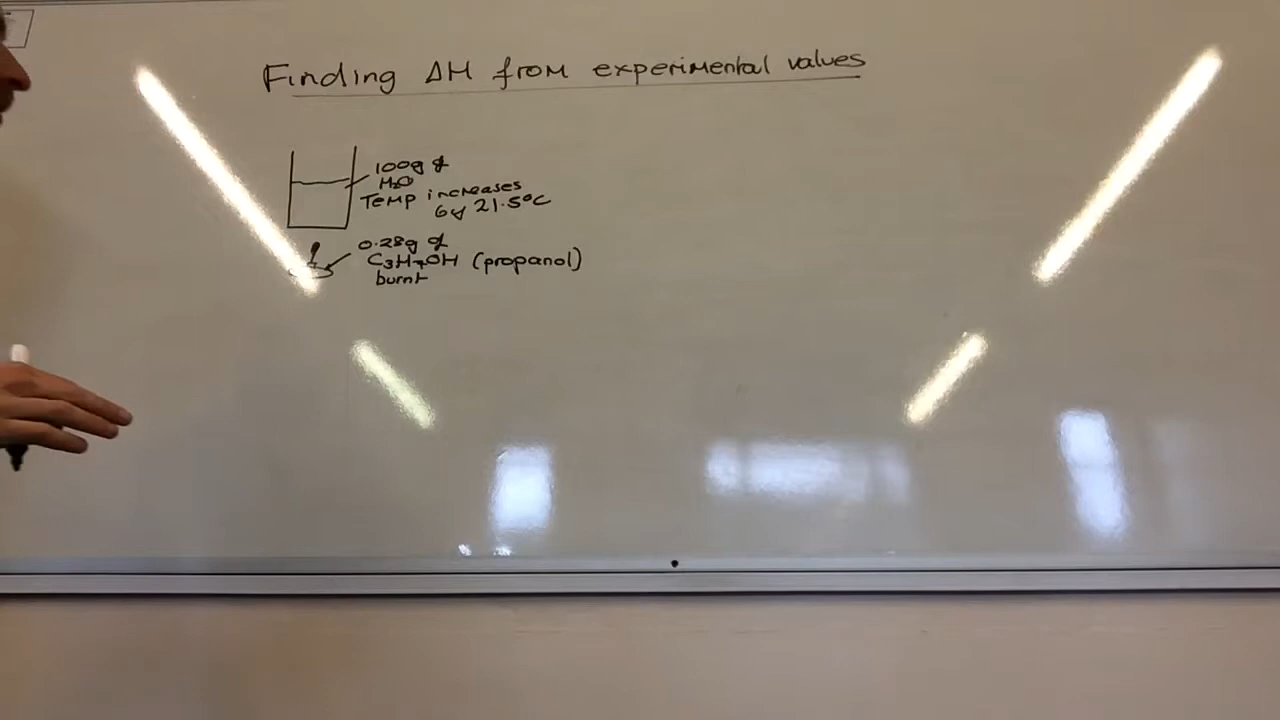 Finding ΔH from experimental values
100g of
H₂O
Temp increases
by 21.5°C
0.28g of
C₃H₇OH (propanol)
burnt